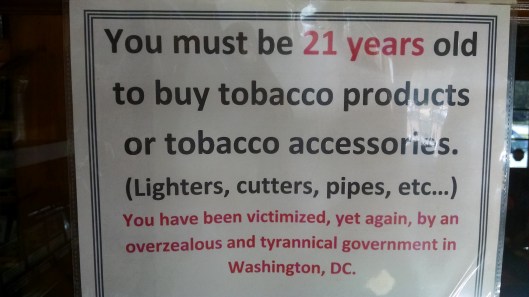 You must be 21 years old
to buy tobacco products
or tobacco accessories.
(Lighters, cutters, pipes, etc...)
You have been victimized, yet again, by an
overzealous and tyrannical government in
Washington, DC.